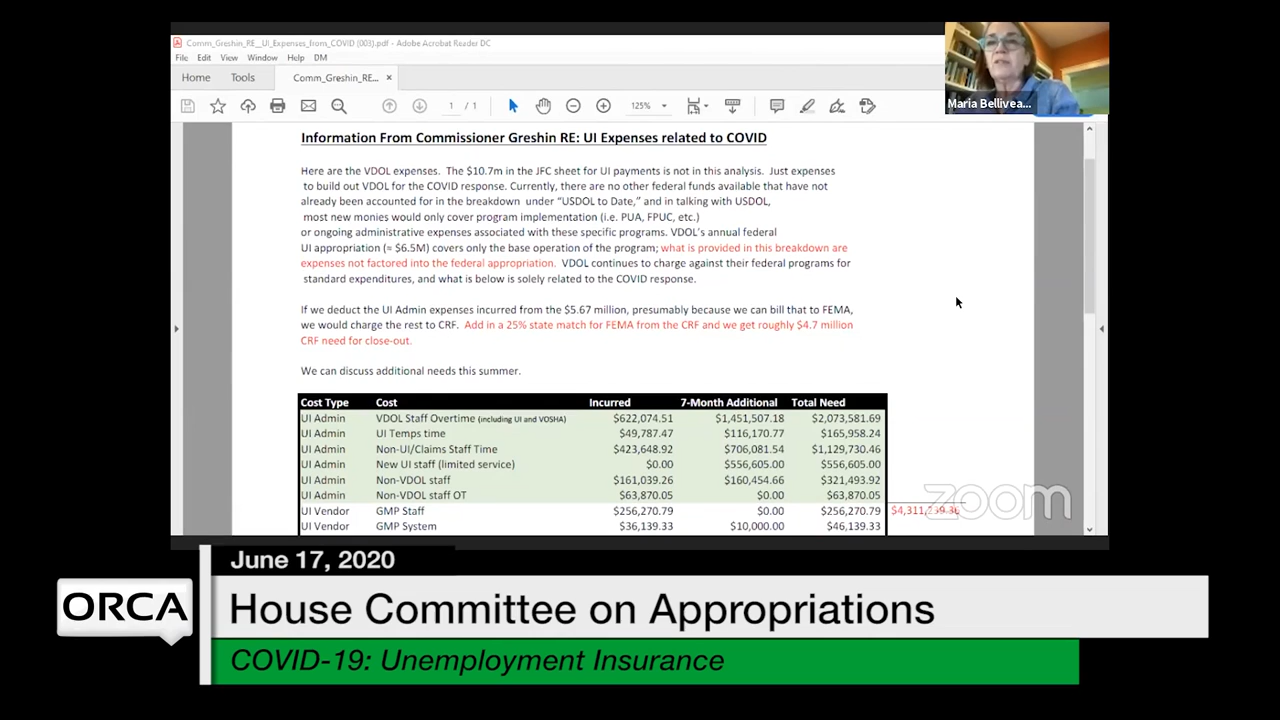 Comm_Greshin_RE__UI_Expenses_from_COVID (003).pdf - Adobe Acrobat Reader DC
File Edit View Window Help DM
Home Tools Comm_Greshin_RE... ×
1 / 1 125%
Maria Bellivea...
Information From Commissioner Greshin RE: UI Expenses related to COVID
Here are the VDOL expenses. The $10.7m in the JFC sheet for UI payments is not in this analysis. Just expenses
to build out VDOL for the COVID response. Currently, there are no other federal funds available that have not
already been accounted for in the breakdown under “USDOL to Date,” and in talking with USDOL,
most new monies would only cover program implementation (i.e. PUA, FPUC, etc.)
or ongoing administrative expenses associated with these specific programs. VDOL’s annual federal
UI appropriation (≈ $6.5M) covers only the base operation of the program; what is provided in this breakdown are
expenses not factored into the federal appropriation. VDOL continues to charge against their federal programs for
standard expenditures, and what is below is solely related to the COVID response.
If we deduct the UI Admin expenses incurred from the $5.67 million, presumably because we can bill that to FEMA,
we would charge the rest to CRF. Add in a 25% state match for FEMA from the CRF and we get roughly $4.7 million
CRF need for close-out.
We can discuss additional needs this summer.
Cost Type Cost Incurred 7-Month Additional Total Need
UI Admin VDOL Staff Overtime (including UI and VOSHA) $622,074.51 $1,451,507.18 $2,073,581.69
UI Admin UI Temps time $49,787.47 $116,170.77 $165,958.24
UI Admin Non-UI/Claims Staff Time $423,648.92 $706,081.54 $1,129,730.46
UI Admin New UI staff (limited service) $0.00 $556,605.00 $556,605.00
UI Admin Non-VDOL staff $161,039.26 $160,454.66 $321,493.92
UI Admin Non-VDOL staff OT $63,870.05 $0.00 $63,870.05
UI Vendor GMP Staff $256,270.79 $0.00 $256,270.79 $4,311,239.36
UI Vendor GMP System $36,139.33 $10,000.00 $46,139.33
zoom
June 17, 2020
ORCA
House Committee on Appropriations
COVID-19: Unemployment Insurance